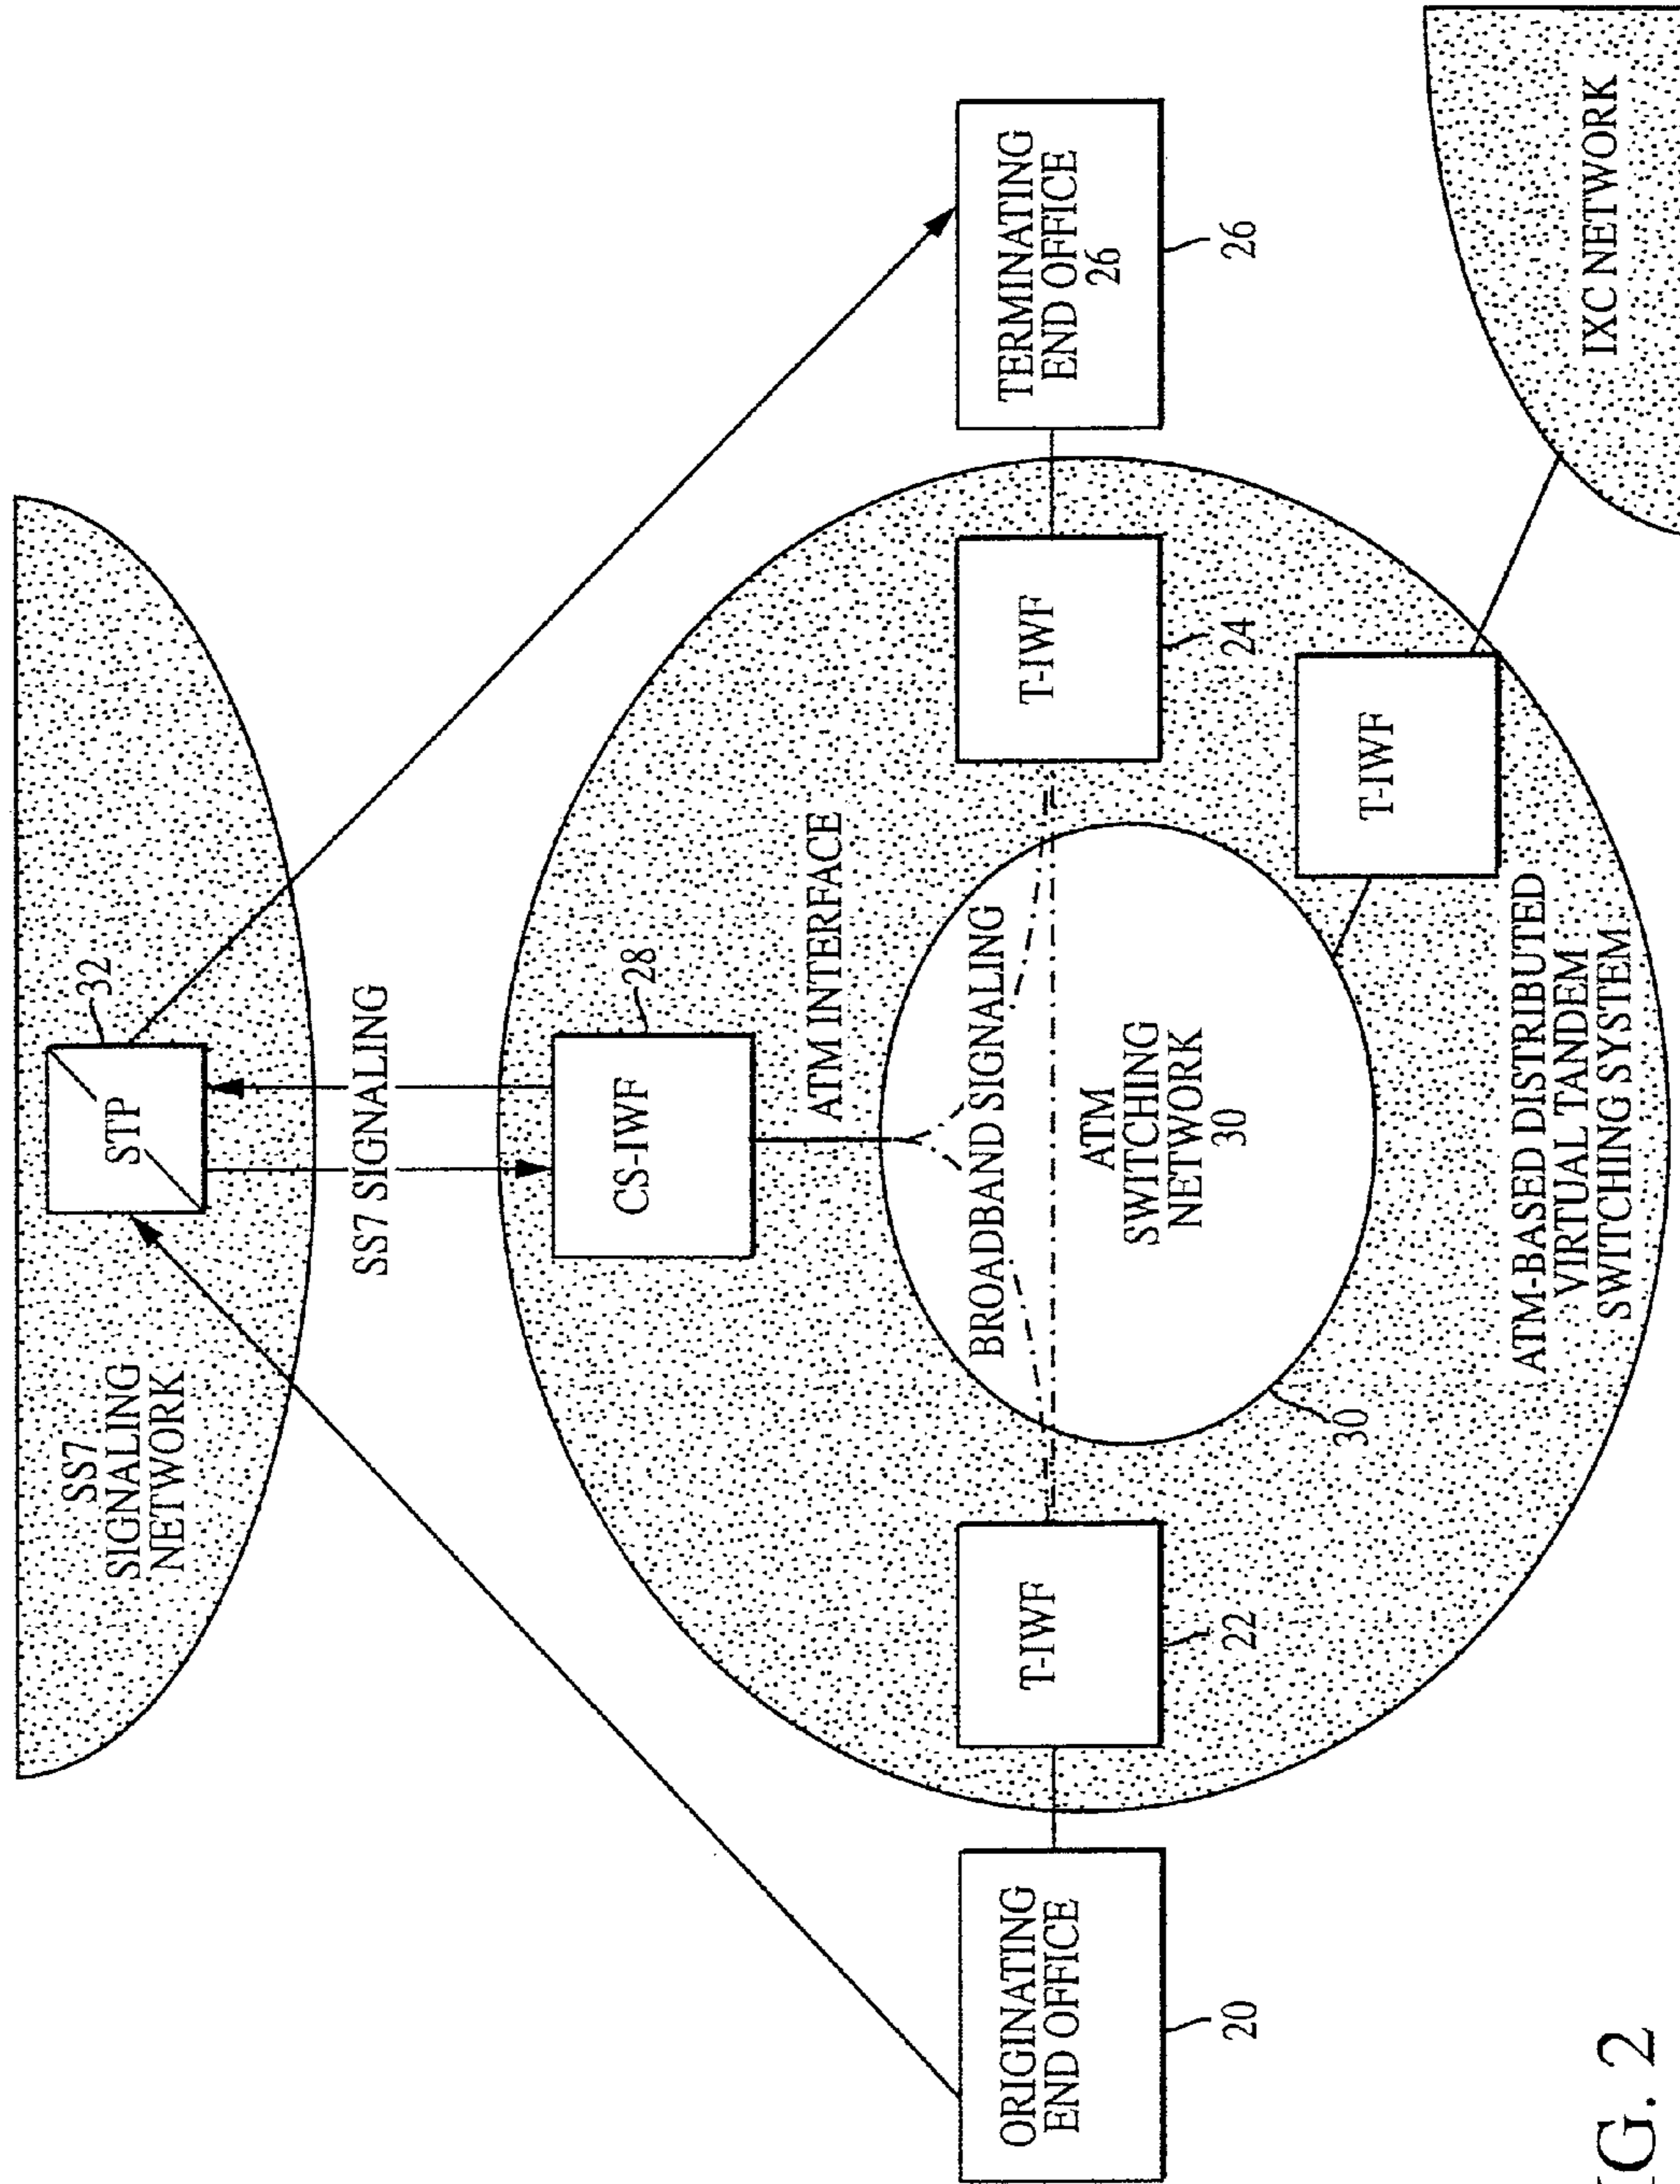 SS7
SIGNALING
NETWORK
STP
32
SS7 SIGNALING
CS-IWF
28
ATM INTERFACE
BROADBAND SIGNALING
ORIGINATING
END OFFICE
20
T-IWF
22
ATM
SWITCHING
NETWORK
30
30
T-IWF
24
TERMINATING
END OFFICE
26
26
T-IWF
ATM-BASED DISTRIBUTED
VIRTUAL TANDEM
SWITCHING SYSTEM
IXC NETWORK
IG. 2